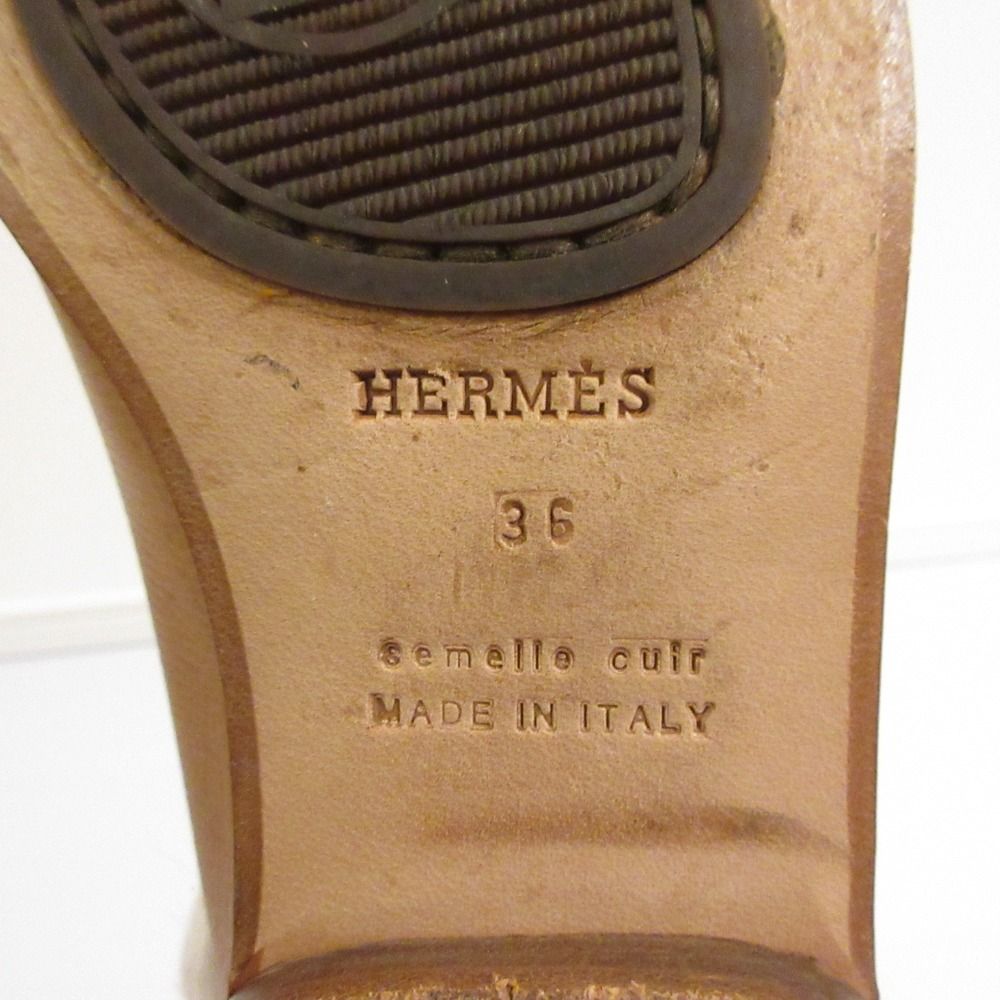 HERMÈS
36
semelle cuir
MADE IN ITALY